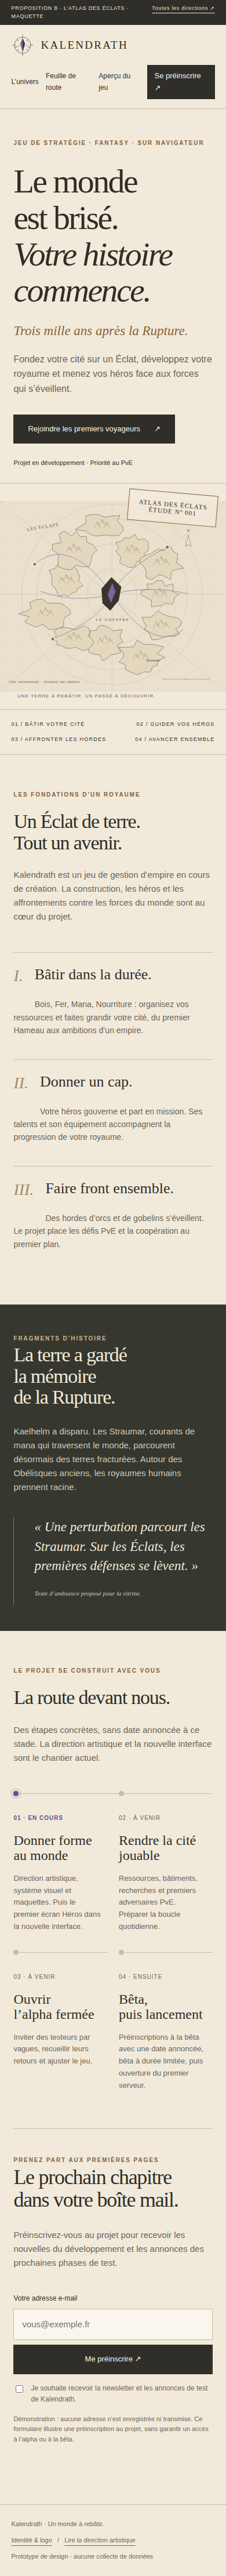 PROPOSITION B · L'ATLAS DES ÉCLATS ·
MAQUETTE
Toutes les directions ↗
KALENDRATH
L'univers
Feuille de
route
Aperçu du
jeu
Se préinscrire
↗
JEU DE STRATÉGIE · FANTASY · SUR NAVIGATEUR
Le monde
est brisé.
Votre histoire
commence.
Trois mille ans après la Rupture.
Fondez votre cité sur un Éclat, développez votre
royaume et menez vos héros face aux forces
qui s'éveillent.
Rejoindre les premiers voyageurs ↗
Projet en développement · Priorité au PvE
ATLAS DES ÉCLATS
ÉTUDE Nº 001
LES ÉCLATS
LE GOUFFRE
UNE TERRE À REBÂTIR. UN PASSÉ À DÉCOUVRIR.
01 / BÂTIR VOTRE CITÉ
02 / GUIDER VOS HÉROS
03 / AFFRONTER LES HORDES
04 / AVANCER ENSEMBLE
LES FONDATIONS D'UN ROYAUME
Un Éclat de terre.
Tout un avenir.
Kalendrath est un jeu de gestion d'empire en cours
de création. La construction, les héros et les
affrontements contre les forces du monde sont au
cœur du projet.
I. Bâtir dans la durée.
Bois, Fer, Mana, Nourriture : organisez vos
ressources et faites grandir votre cité, du premier
Hameau aux ambitions d'un empire.
II. Donner un cap.
Votre héros gouverne et part en mission. Ses
talents et son équipement accompagnent la
progression de votre royaume.
III. Faire front ensemble.
Des hordes d'orcs et de gobelins s'éveillent.
Le projet place les défis PvE et la coopération au
premier plan.
FRAGMENTS D'HISTOIRE
La terre a gardé
la mémoire
de la Rupture.
Kaelhelm a disparu. Les Straumar, courants de
mana qui traversent le monde, parcourent
désormais des terres fracturées. Autour des
Obélisques anciens, les royaumes humains
prennent racine.
« Une perturbation parcourt les
Straumar. Sur les Éclats, les
premières défenses se lèvent. »
Texte d'ambiance proposé pour la vitrine.
LE PROJET SE CONSTRUIT AVEC VOUS
La route devant nous.
Des étapes concrètes, sans date annoncée à ce
stade. La direction artistique et la nouvelle interface
sont le chantier actuel.
01 · EN COURS
Donner forme
au monde
Direction artistique,
système visuel et
maquettes. Puis le
premier écran Héros dans
la nouvelle interface.
02 · À VENIR
Rendre la cité
jouable
Ressources, bâtiments,
recherches et premiers
adversaires PvE.
Préparer la boucle
quotidienne.
03 · À VENIR
Ouvrir
l'alpha fermée
Inviter des testeurs par
vagues, recueillir leurs
retours et ajuster le jeu.
04 · ENSUITE
Bêta,
puis lancement
Préinscriptions à la bêta
avec une date annoncée,
bêta à durée limitée, puis
ouverture du premier
serveur.
PRENEZ PART AUX PREMIÈRES PAGES
Le prochain chapitre
dans votre boîte mail.
Préinscrivez-vous au projet pour recevoir les
nouvelles du développement et les annonces des
prochaines phases de test.
Votre adresse e-mail
vous@exemple.fr
Me préinscrire ↗
Je souhaite recevoir la newsletter et les annonces de test
de Kalendrath.
Démonstration : aucune adresse n'est enregistrée ni transmise. Ce
formulaire illustre une préinscription au projet, sans garantir un accès
à l'alpha ou à la bêta.
Kalendrath · Un monde à rebâtir.
Identité & logo / Lire la direction artistique
Prototype de design · aucune collecte de données